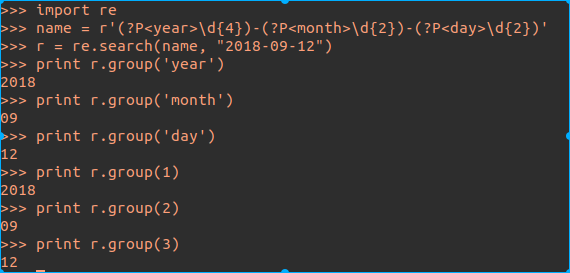 >>> import re
>>> name = r'(?P<year>\d{4})-(?P<month>\d{2})-(?P<day>\d{2})'
>>> r = re.search(name, "2018-09-12")
>>> print r.group('year')
2018
>>> print r.group('month')
09
>>> print r.group('day')
12
>>> print r.group(1)
2018
>>> print r.group(2)
09
>>> print r.group(3)
12